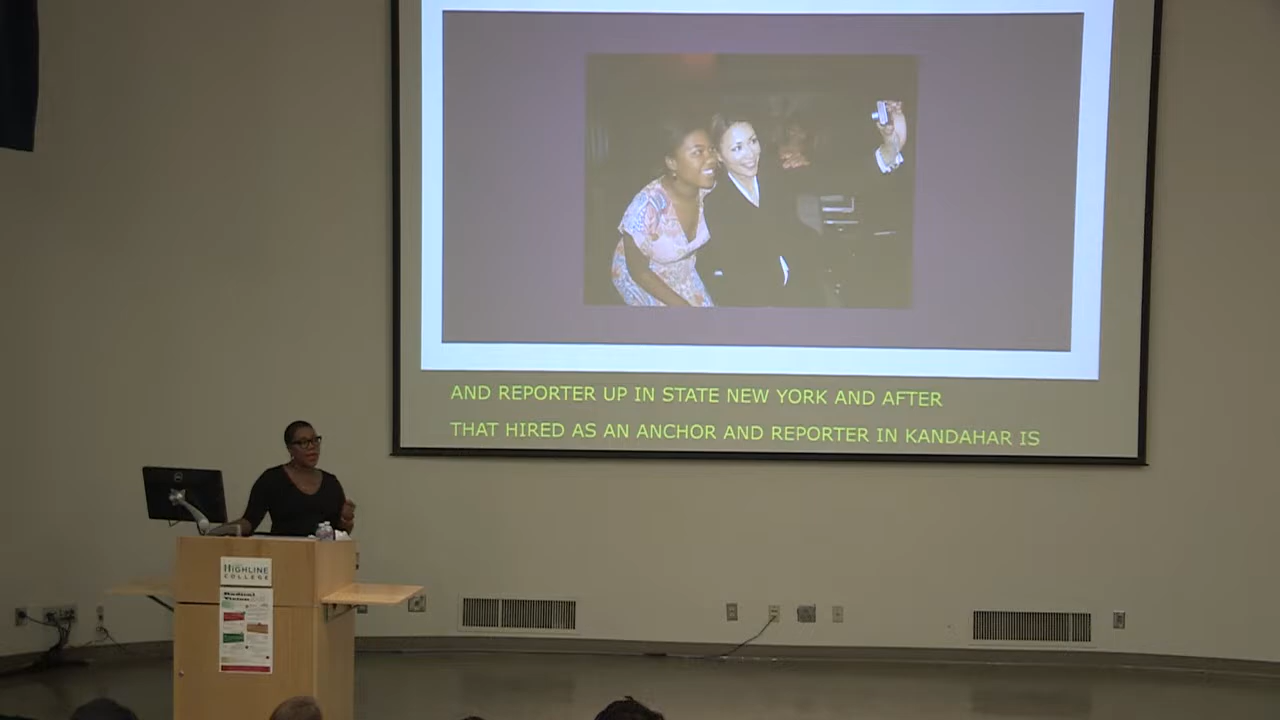 AND REPORTER UP IN STATE NEW YORK AND AFTER
THAT HIRED AS AN ANCHOR AND REPORTER IN KANDAHAR IS
HIGHLINE
COLLEGE
Radical